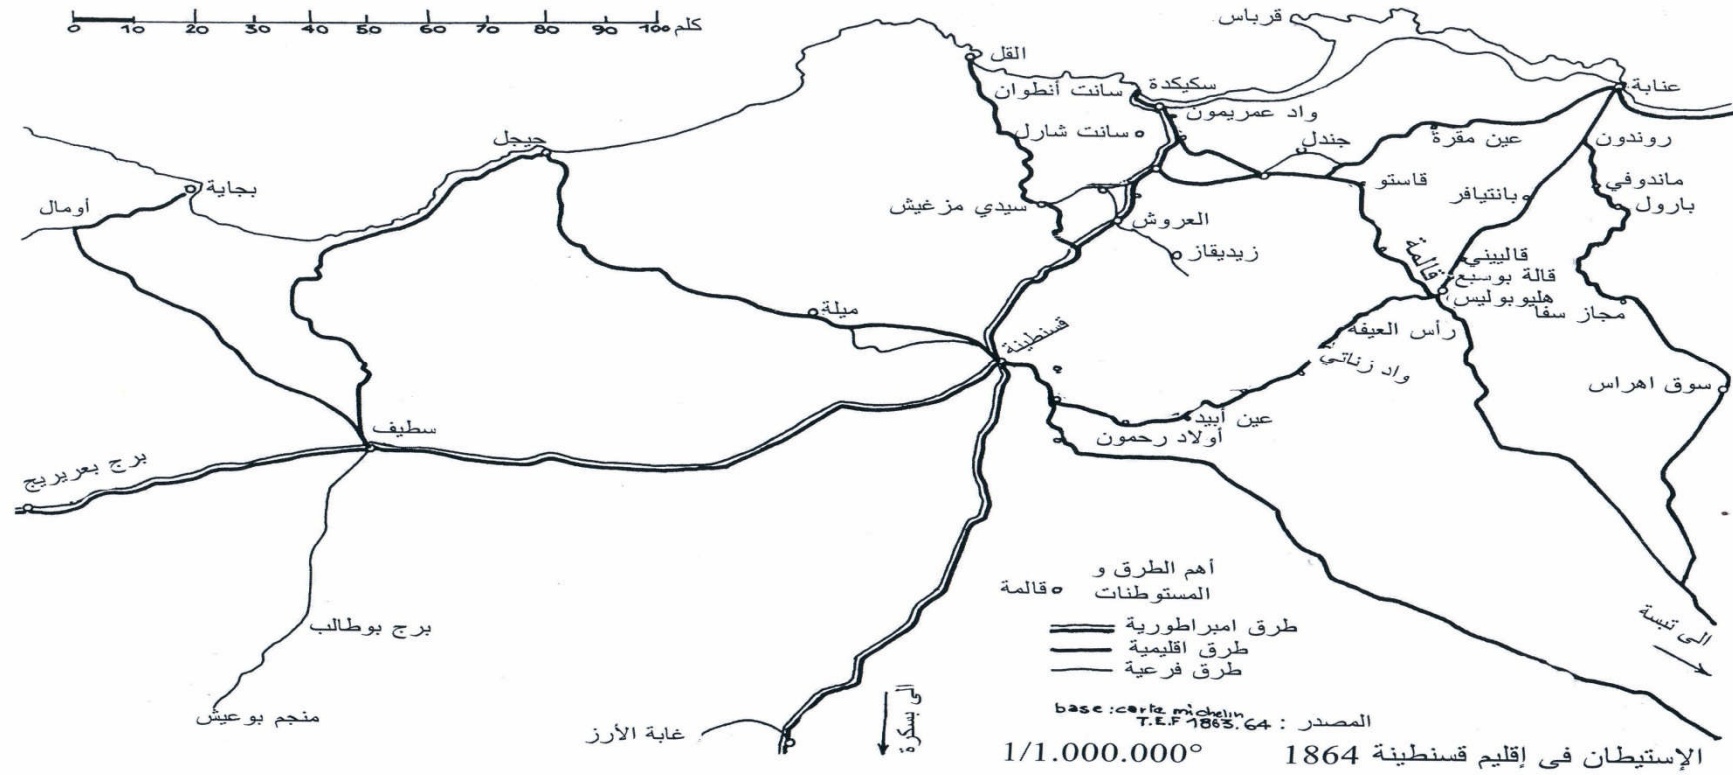 0 10 20 30 40 50 60 70 80 90 100 كلم
قرباس
القل
سكيكدة
سانت أنطوان
عنابة
واد عمريمون
سانت شارل
عين مقرة
روندون
جندل
جيجل
بجاية
أومال
قاستو
ماندوفي
بانتيافر
بارول
سيدي مزغيش
العروش
زيديقاز
قالمة
قالييني
قالة بوسبع
هليوبوليس
مجاز سفا
ميلة
قسنطينة
رأس العيفة
واد زناتي
سوق اهراس
عين أبيدة
أولاد رحمون
سطيف
برج بعريريج
أهم الطرق و
المستوطنات
قالمة
طرق امبراطورية
طرق اقليمية
طرق فرعية
الى تبسة
برج بوطالب
منجم بوعيش
غابة الأرز
الى بسكرة
المصدر : base:carte michelin
T.E.F 1863.64
الإستيطان في إقليم قسنطينة 1864 1/1.000.000°